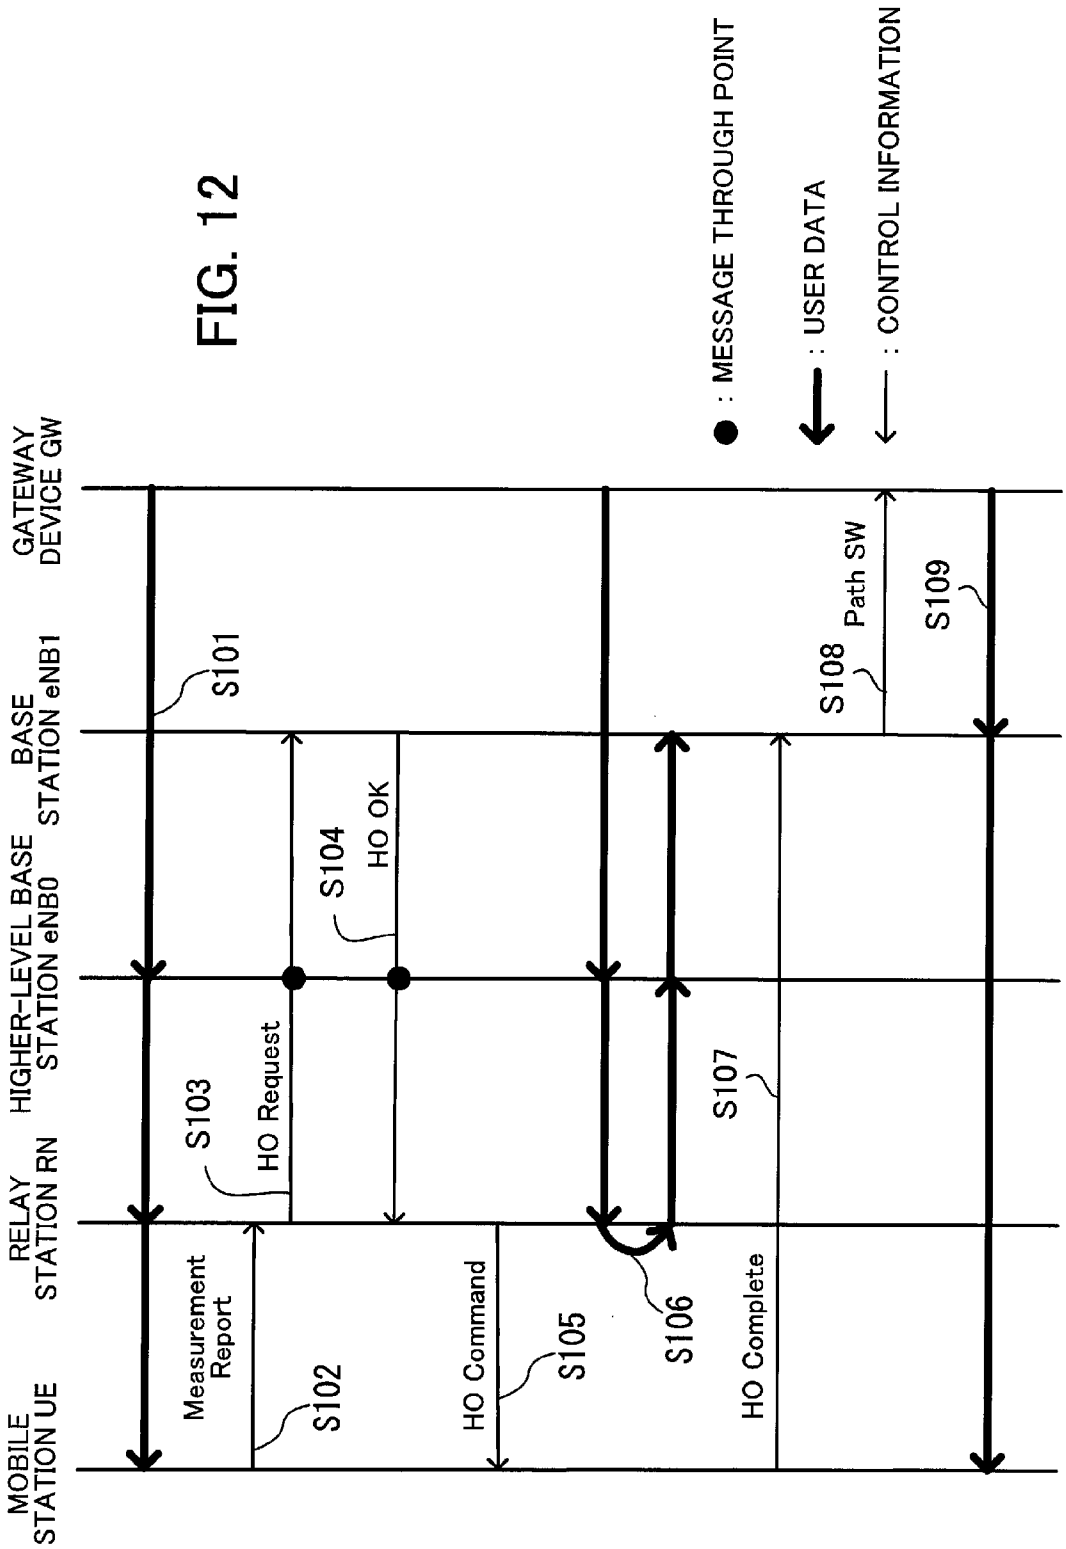 FIG. 12
MOBILE
STATION UE
RELAY
STATION RN
HIGHER-LEVEL BASE
STATION eNB0
BASE
STATION eNB1
GATEWAY
DEVICE GW
S101
Measurement
Report
S102
HO Request
S103
HO OK
S104
HO Command
S105
S106
HO Complete
S107
Path SW
S108
S109
: MESSAGE THROUGH POINT
: USER DATA
: CONTROL INFORMATION